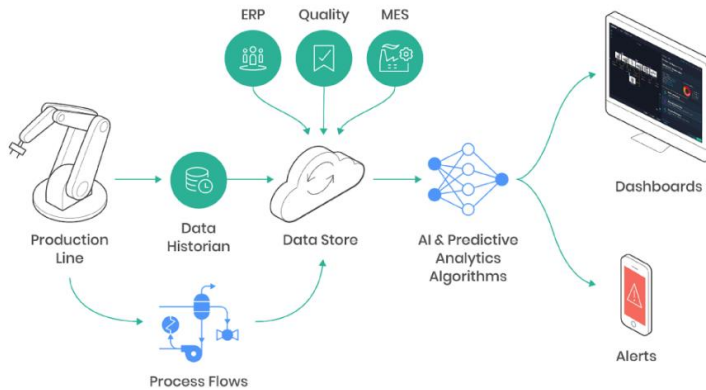 ERP
Quality
MES
Production
Line
Data
Historian
Data Store
AI & Predictive
Analytics
Algorithms
Dashboards
Process Flows
Alerts